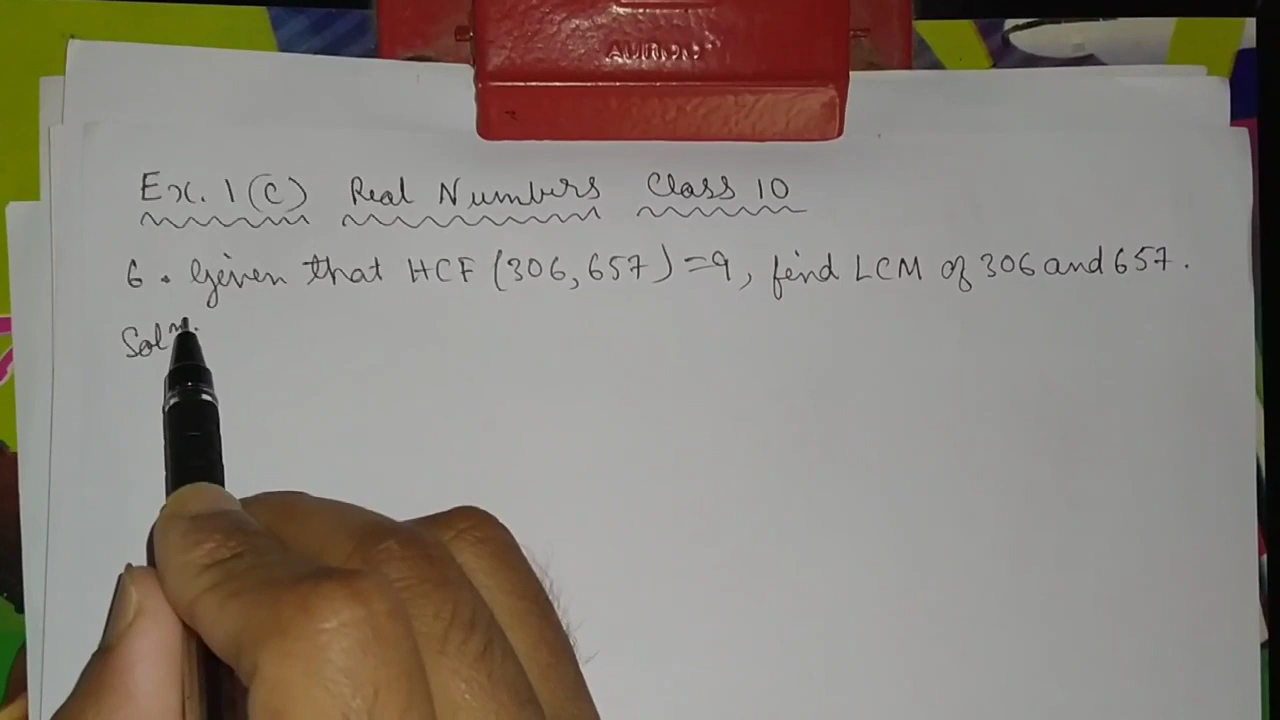 Ex. 1(C) Real Numbers Class 10
6. Given that HCF (306, 657) = 9, find LCM of 306 and 657.
Solⁿ.